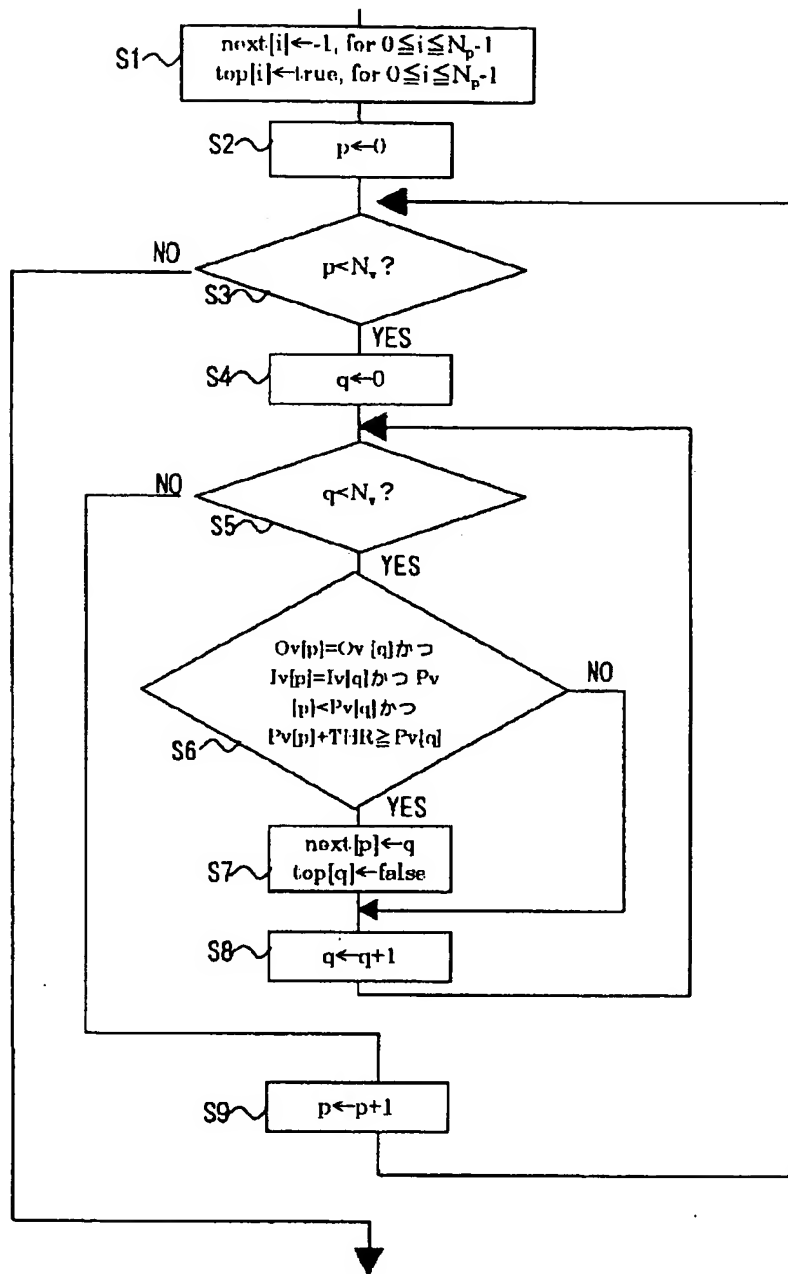 S1
next[i]←-1, for 0≦i≦Np-1
top[i]←true, for 0≦i≦Np-1
S2
p←0
NO
p<Nv?
S3
YES
S4
q←0
NO
q<Nv?
S5
YES
Ov[p]=Ov[q]かつ
Iv[p]=Iv[q]かつ Pv
[p]<Pv[q]かつ
Pv[p]+THR≧Pv[q]
NO
S6
YES
S7
next[p]←q
top[q]←false
S8
q←q+1
S9
p←p+1